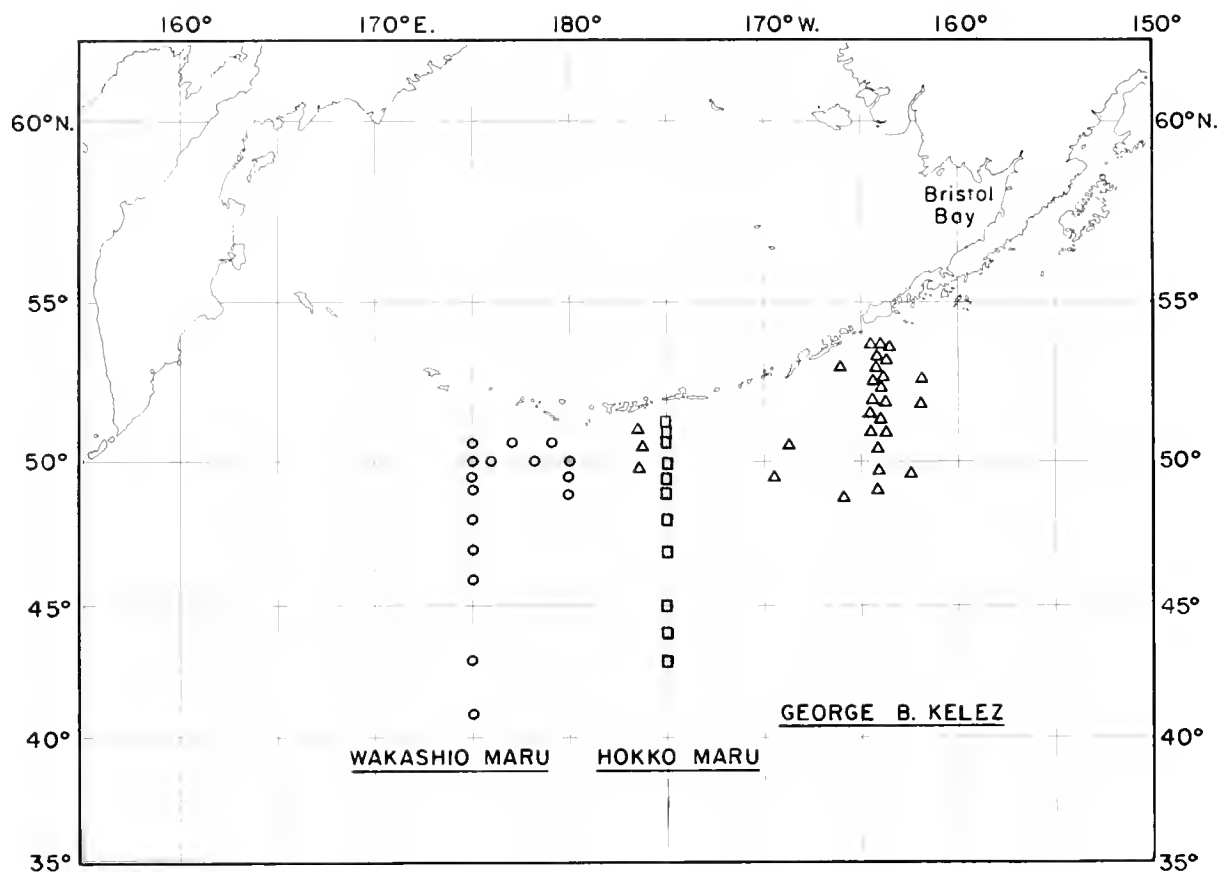 160° 170° E. 180° 170° W. 160° 150°
60° N. 60° N.
Bristol
Bay
55° 55°
50° 50°
45° 45°
GEORGE B. KELEZ
40° 40°
WAKASHIO MARU HOKKO MARU
35° 35°